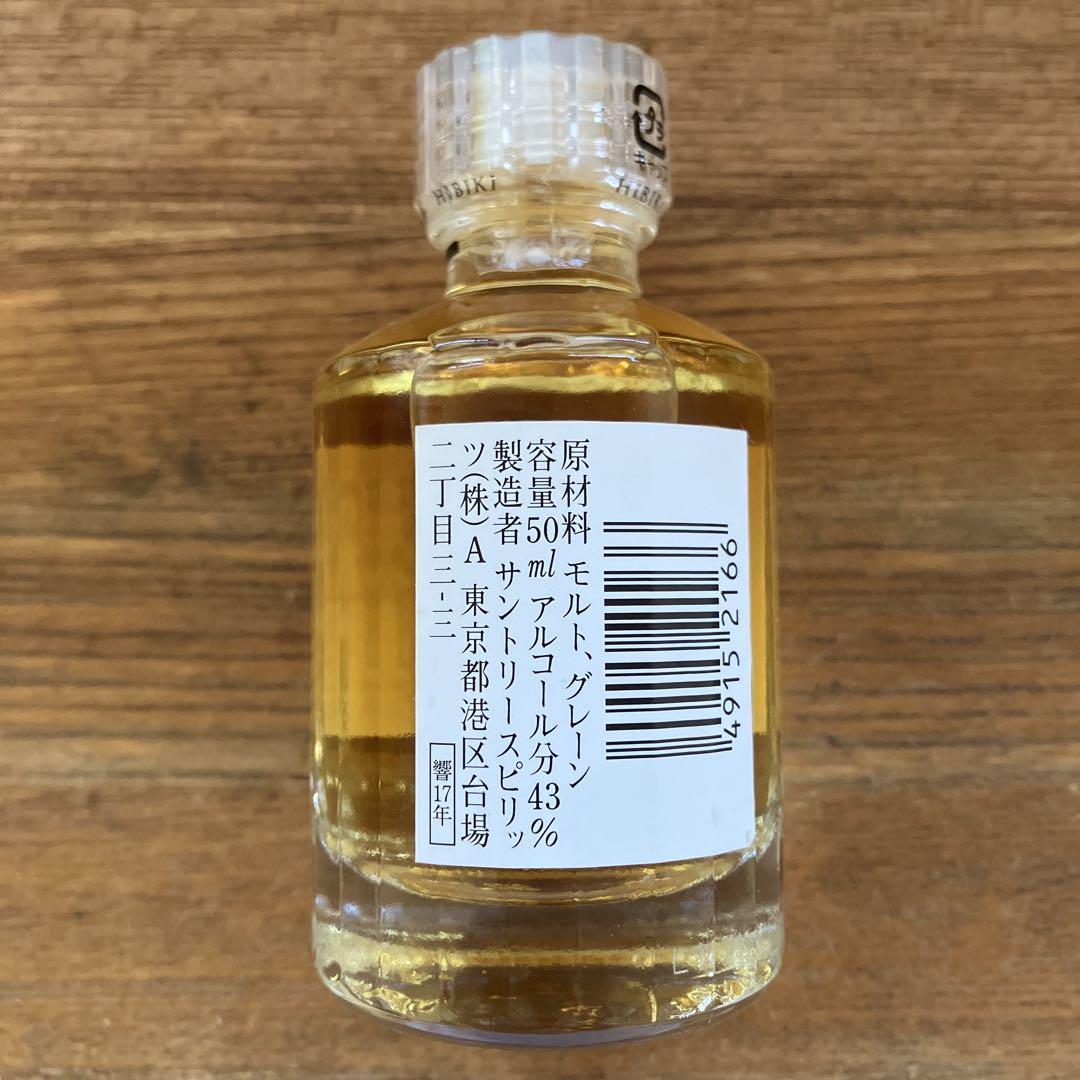 プラ
キャップ
HIBIKI
HIBIKI
原材料 モルト、グレーン
容量50ml アルコール分43%
製造者 サントリースピリッ
ツ(株)A 東京都港区台場
二丁目三-三
響17年
4915 2166